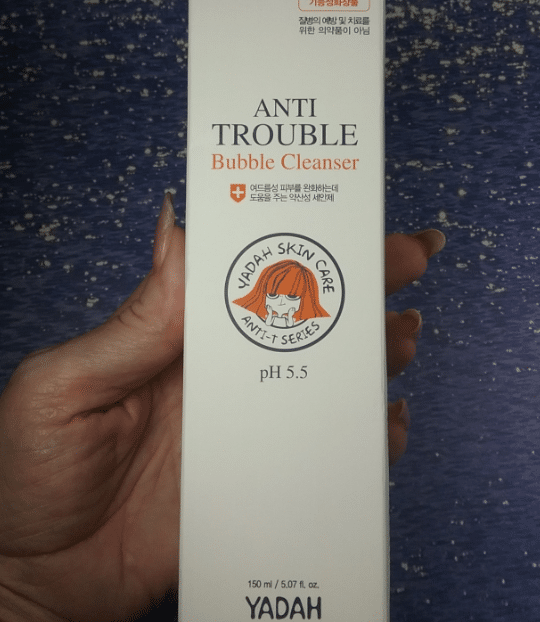 기능성화장품
질병의 예방 및 치료를
위한 의약품이 아님
ANTI
TROUBLE
Bubble Cleanser
여드름성 피부를 완화하는데
도움을 주는 약산성 세안제
YADAH SKIN CARE
ANTI-T SERIES
pH 5.5
150 ml / 5.07 fl. oz.
YADAH